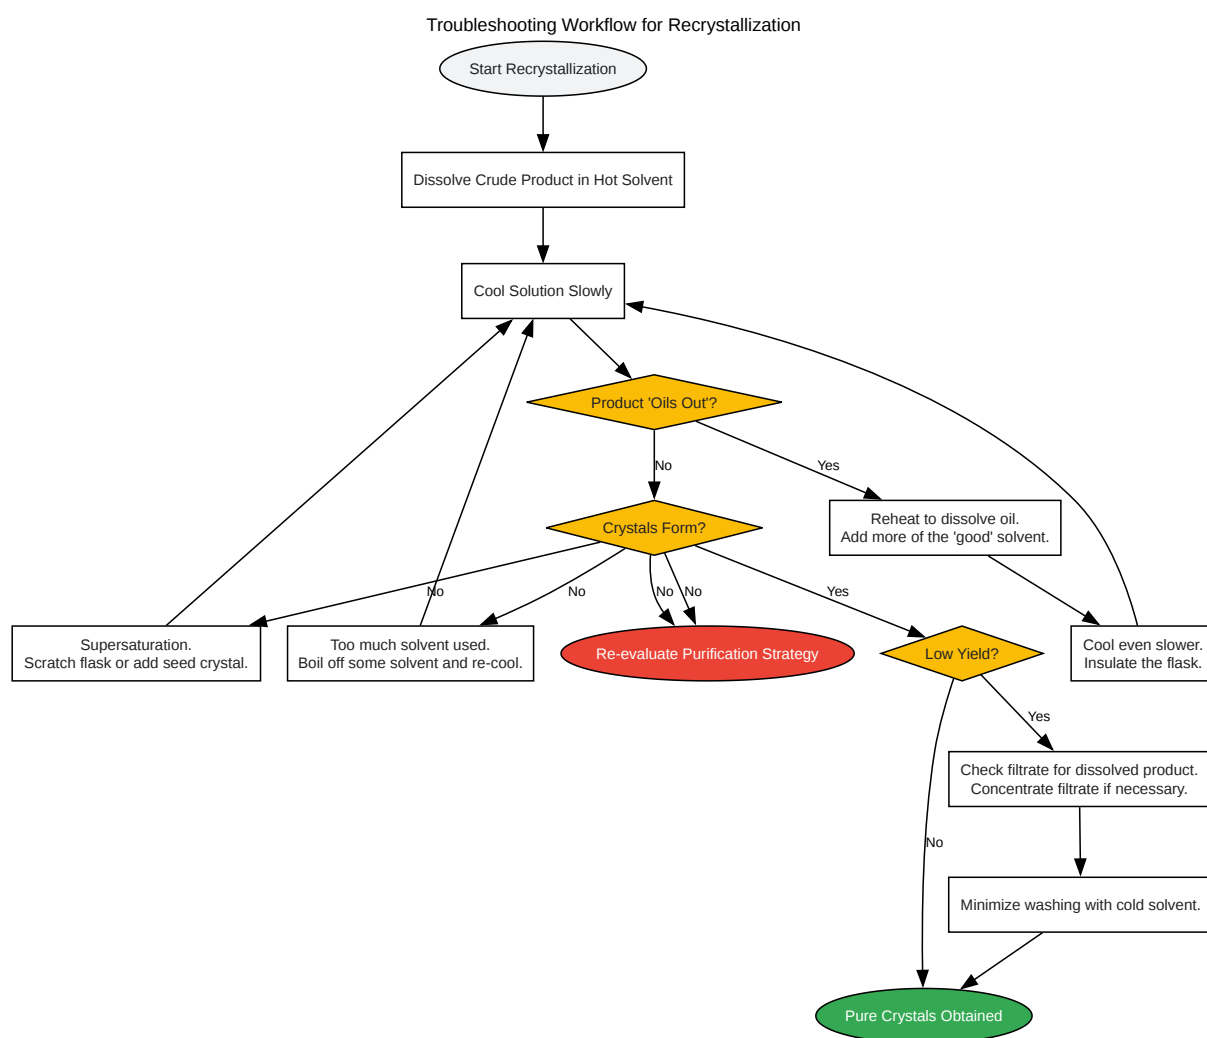 Troubleshooting Workflow for Recrystallization
Start Recrystallization
Dissolve Crude Product in Hot Solvent
Cool Solution Slowly
Product 'Oils Out'?
No
Yes
Crystals Form?
Reheat to dissolve oil.
Add more of the 'good' solvent.
No
No
No
No
Yes
Supersaturation.
Scratch flask or add seed crystal.
Too much solvent used.
Boil off some solvent and re-cool.
Re-evaluate Purification Strategy
Low Yield?
Cool even slower.
Insulate the flask.
Yes
Check filtrate for dissolved product.
Concentrate filtrate if necessary.
No
Minimize washing with cold solvent.
Pure Crystals Obtained